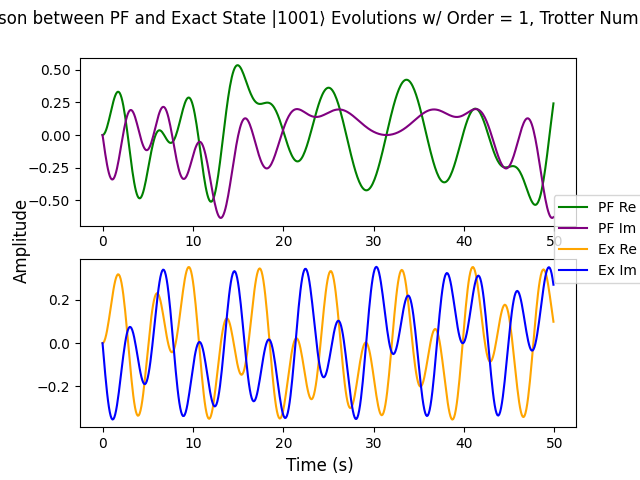 son between PF and Exact State |1001⟩ Evolutions w/ Order = 1, Trotter Num
0.50
0.25
0.00
−0.25
−0.50
0 10 20 30 40 50
PF Re
PF Im
Ex Re
Ex Im
Amplitude
0.2
0.0
−0.2
0 10 20 30 40 50
Time (s)